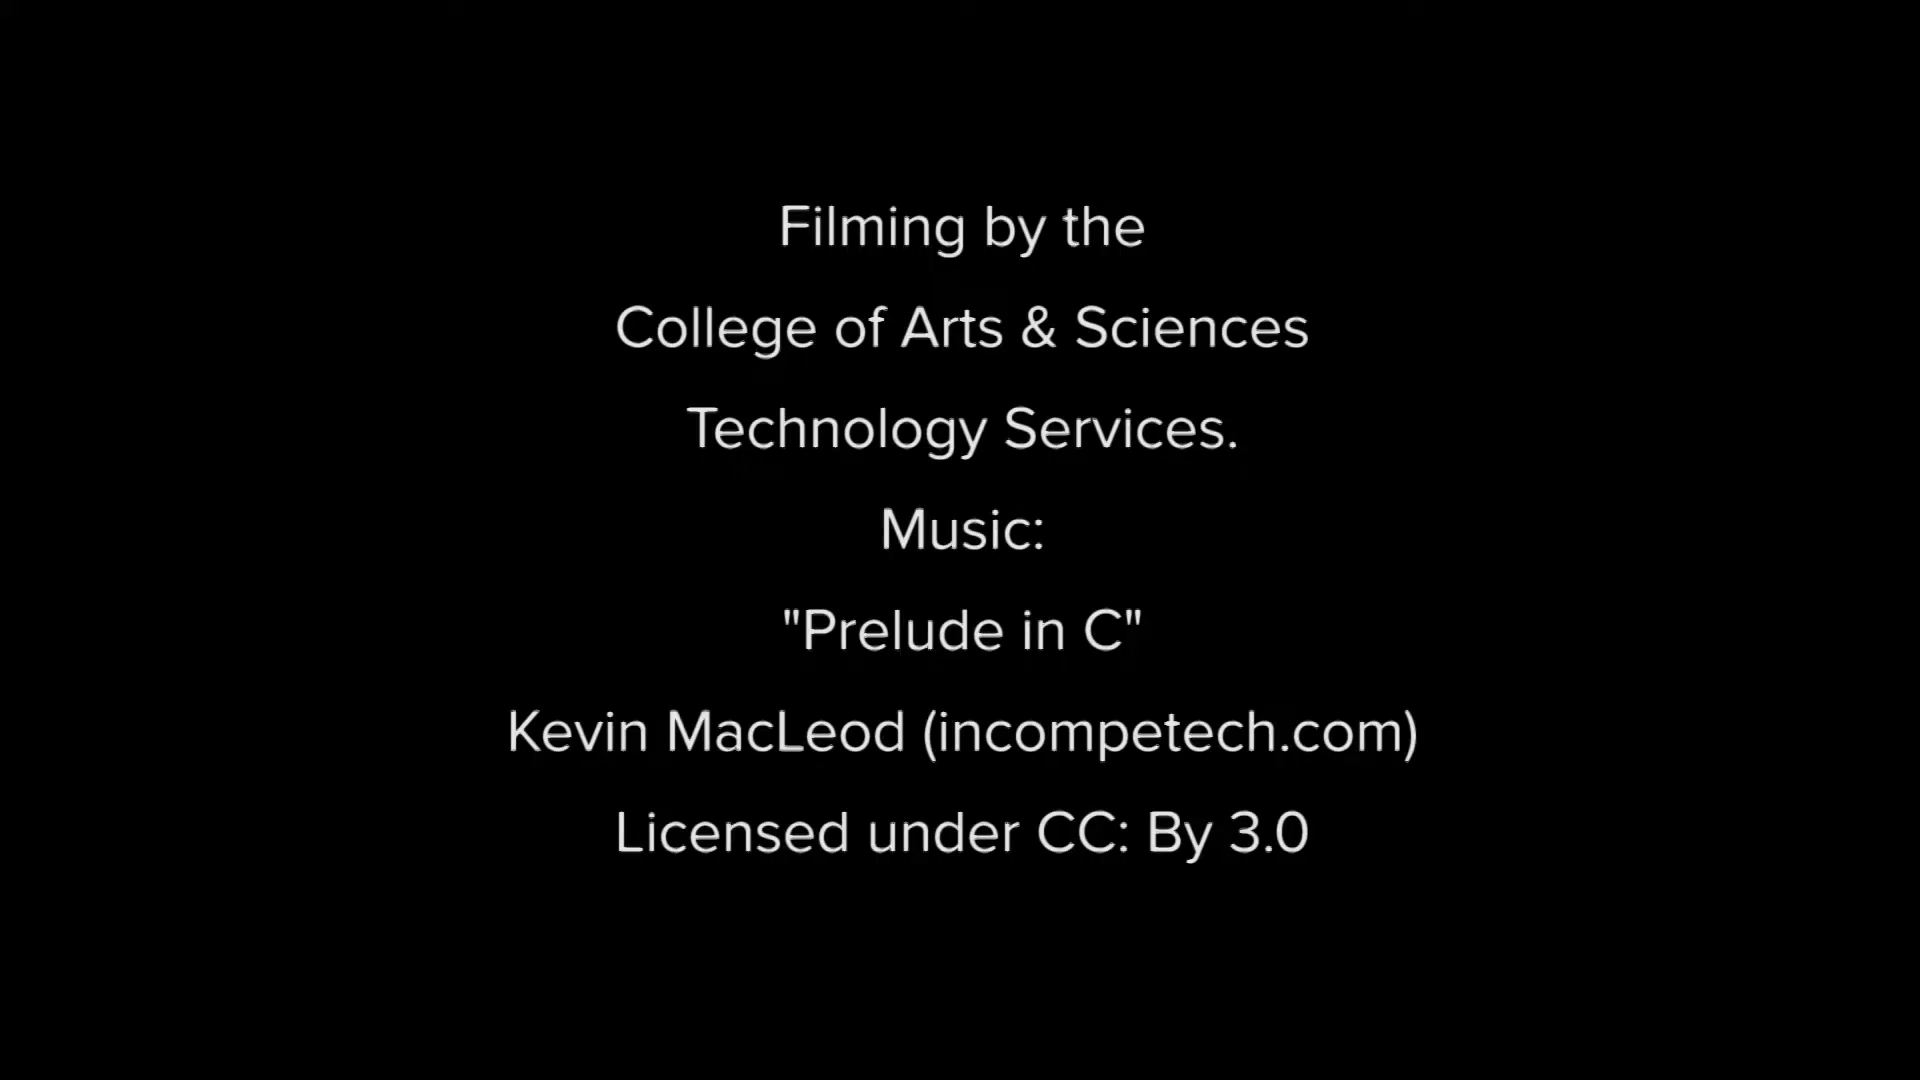 Filming by the
College of Arts & Sciences
Technology Services.
Music:
"Prelude in C"
Kevin MacLeod (incompetech.com)
Licensed under CC: By 3.0